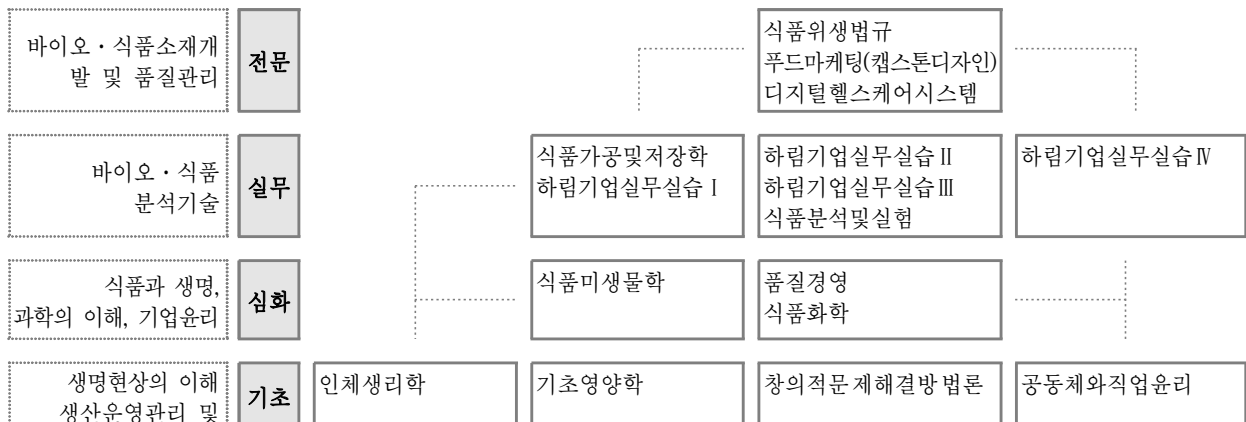 바이오・식품소재개
발 및 품질관리
전문
식품위생법규
푸드마케팅(캡스톤디자인)
디지털헬스케어시스템
바이오・식품
분석기술
실무
식품가공및저장학
하림기업실무실습Ⅰ
하림기업실무실습Ⅱ
하림기업실무실습Ⅲ
식품분석및실험
하림기업실무실습Ⅳ
식품과 생명,
과학의 이해, 기업윤리
심화
식품미생물학
품질경영
식품화학
생명현상의 이해
생산운영관리 및
기초
인체생리학
기초영양학
창의적문제해결방법론
공동체와직업윤리